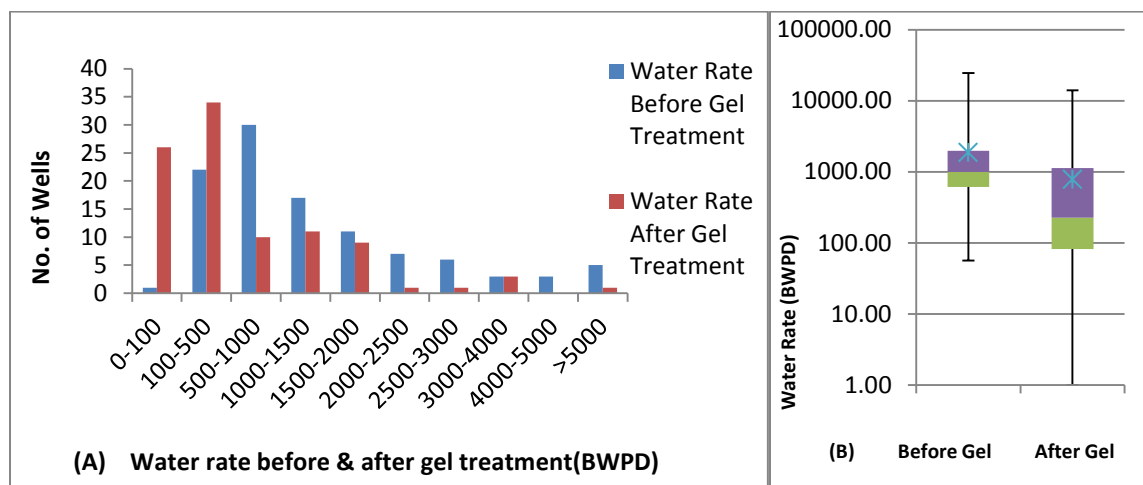 40
35
30
25
20
15
10
5
0
No. of Wells
0-100
100-500
500-1000
1000-1500
1500-2000
2000-2500
2500-3000
3000-4000
4000-5000
>5000
Water Rate
Before Gel
Treatment
Water Rate
After Gel
Treatment
(A) Water rate before & after gel treatment(BWPD)
100000.00
10000.00
1000.00
100.00
10.00
1.00
Water Rate (BWPD)
(B) Before Gel After Gel